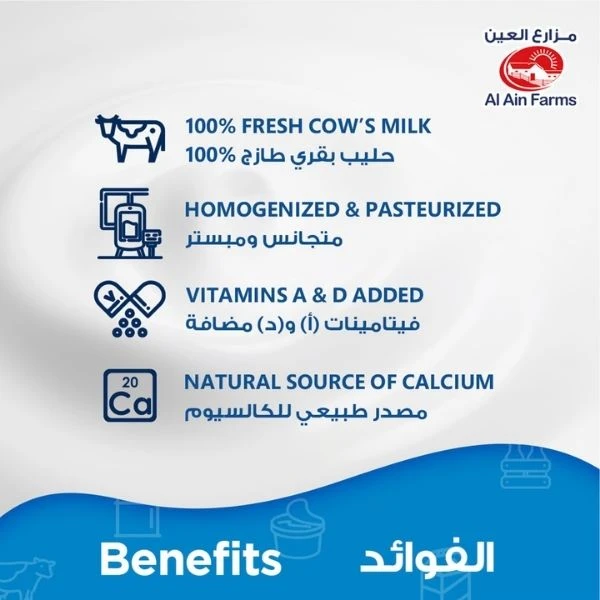 مزارع العين
Al Ain Farms
100% FRESH COW'S MILK
حليب بقري طازج %100
HOMOGENIZED & PASTEURIZED
متجانس ومبستر
VITAMINS A & D ADDED
فيتامينات (أ) و(د) مضافة
20
Ca
NATURAL SOURCE OF CALCIUM
مصدر طبيعي للكالسيوم
Benefits الفوائد